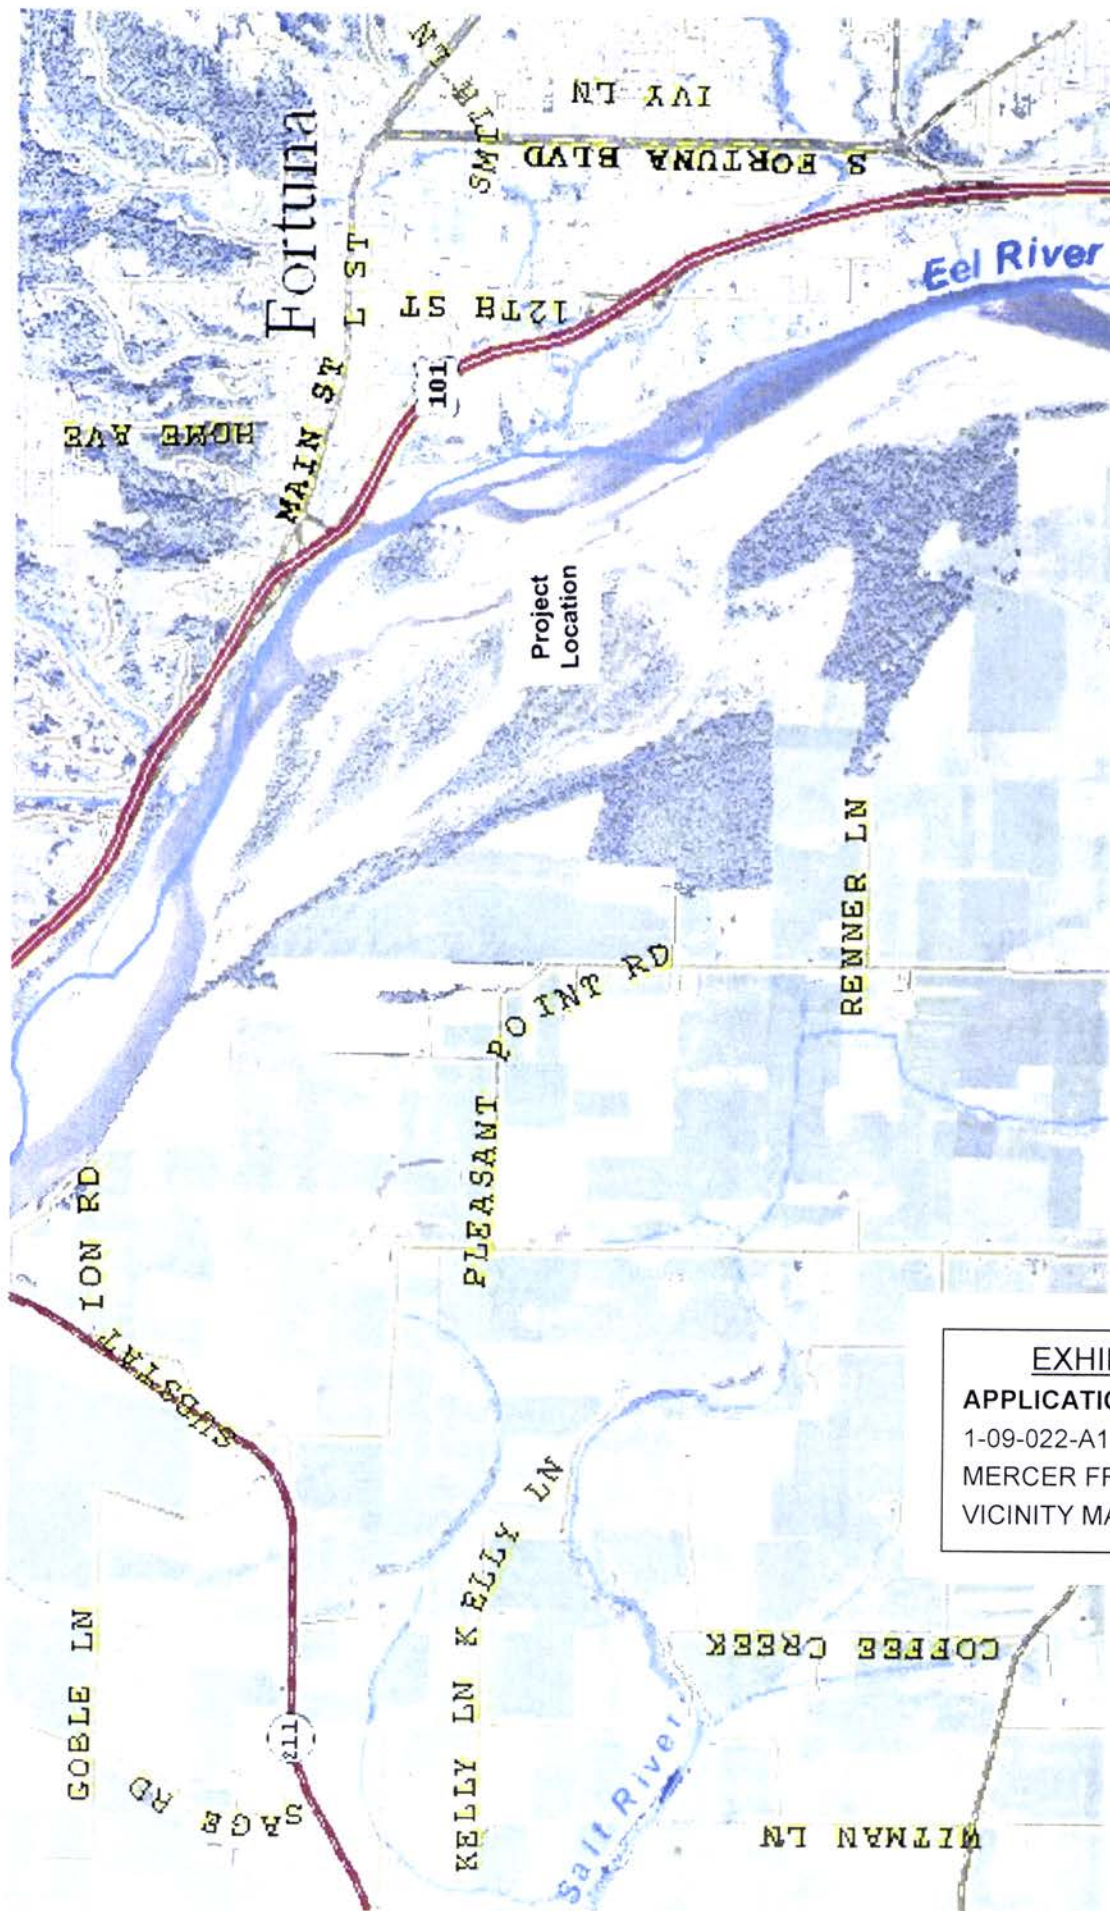 Fortuna
HOME AVE
MAIN ST
L ST
SMITH LN
IVY LN
S FORTUNA BLVD
12TH ST
101
Eel River
Project
Location
RENNER LN
PLEASANT POINT RD
SUBSTAT ION RD
GOBLE LN
SAGE RD
211
KELLY LN KELLY LN
Salt River
COFFEE CREEK
WITMAN LN
APPLICATIO
1-09-022-A1
MERCER FR
VICINITY MA